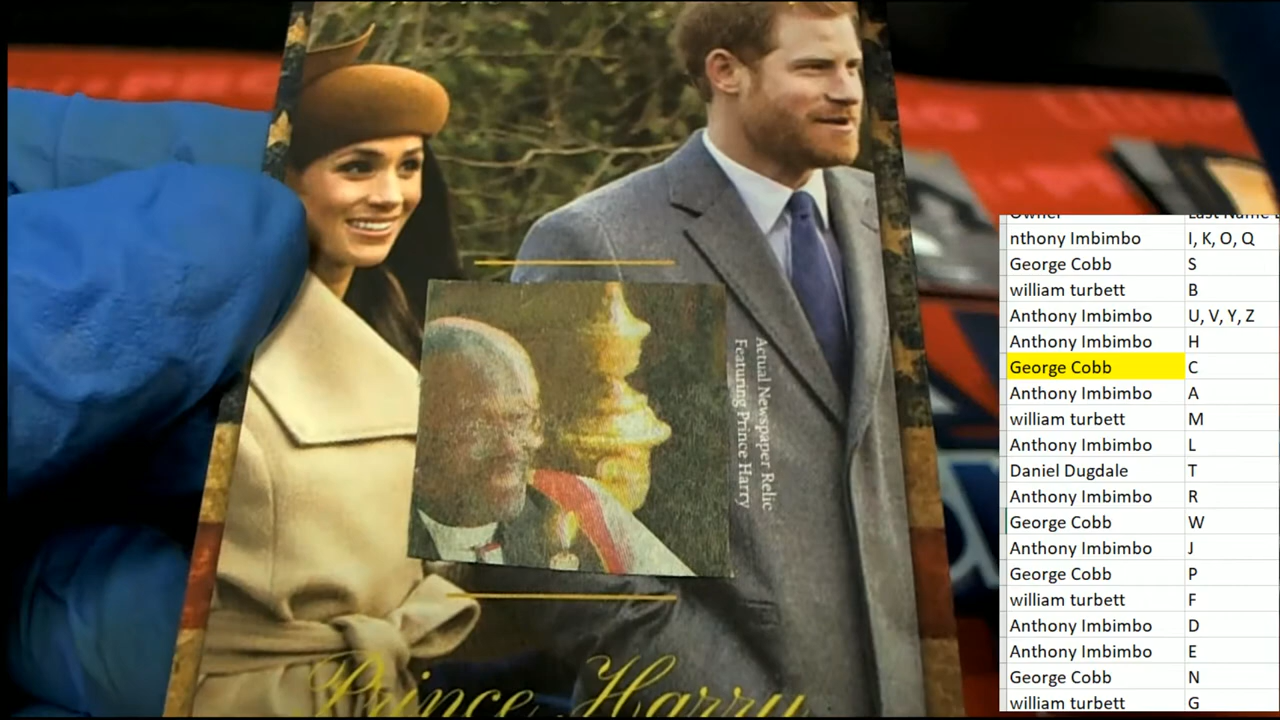 Actual Newspaper Relic
Featuring Prince Harry
Prince Harry
Owner Last Name
nthony Imbimbo I, K, O, Q
George Cobb S
william turbett B
Anthony Imbimbo U, V, Y, Z
Anthony Imbimbo H
George Cobb C
Anthony Imbimbo A
william turbett M
Anthony Imbimbo L
Daniel Dugdale T
Anthony Imbimbo R
George Cobb W
Anthony Imbimbo J
George Cobb P
william turbett F
Anthony Imbimbo D
Anthony Imbimbo E
George Cobb N
william turbett G